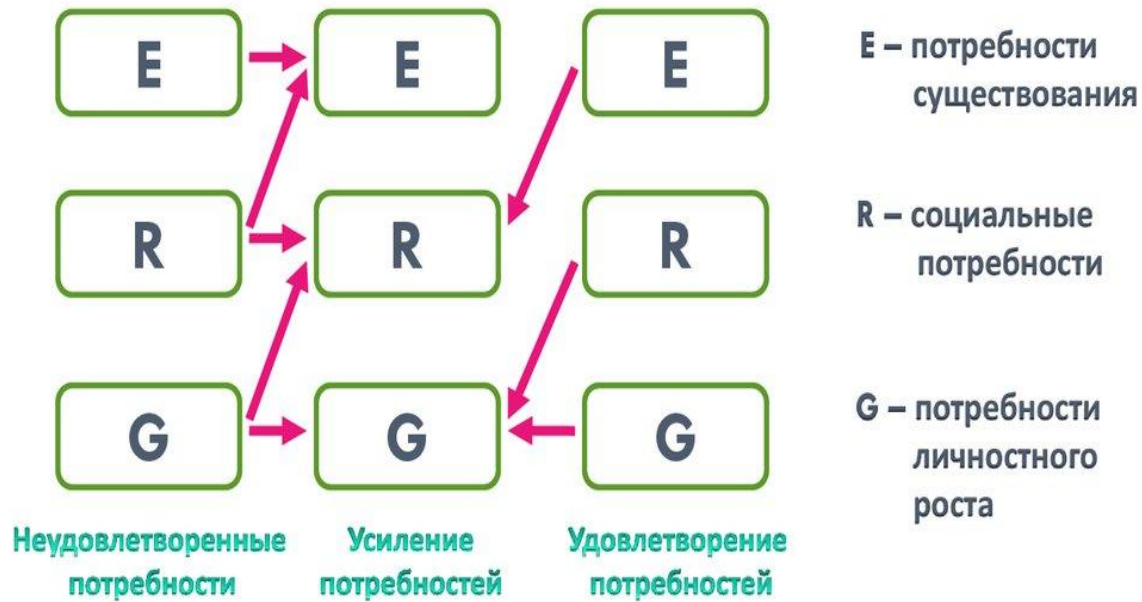 E E E
E – потребности
существования
R R R
R – социальные
потребности
G G G
G – потребности
личностного
роста
Неудовлетворенные
потребности
Усиление
потребностей
Удовлетворение
потребностей